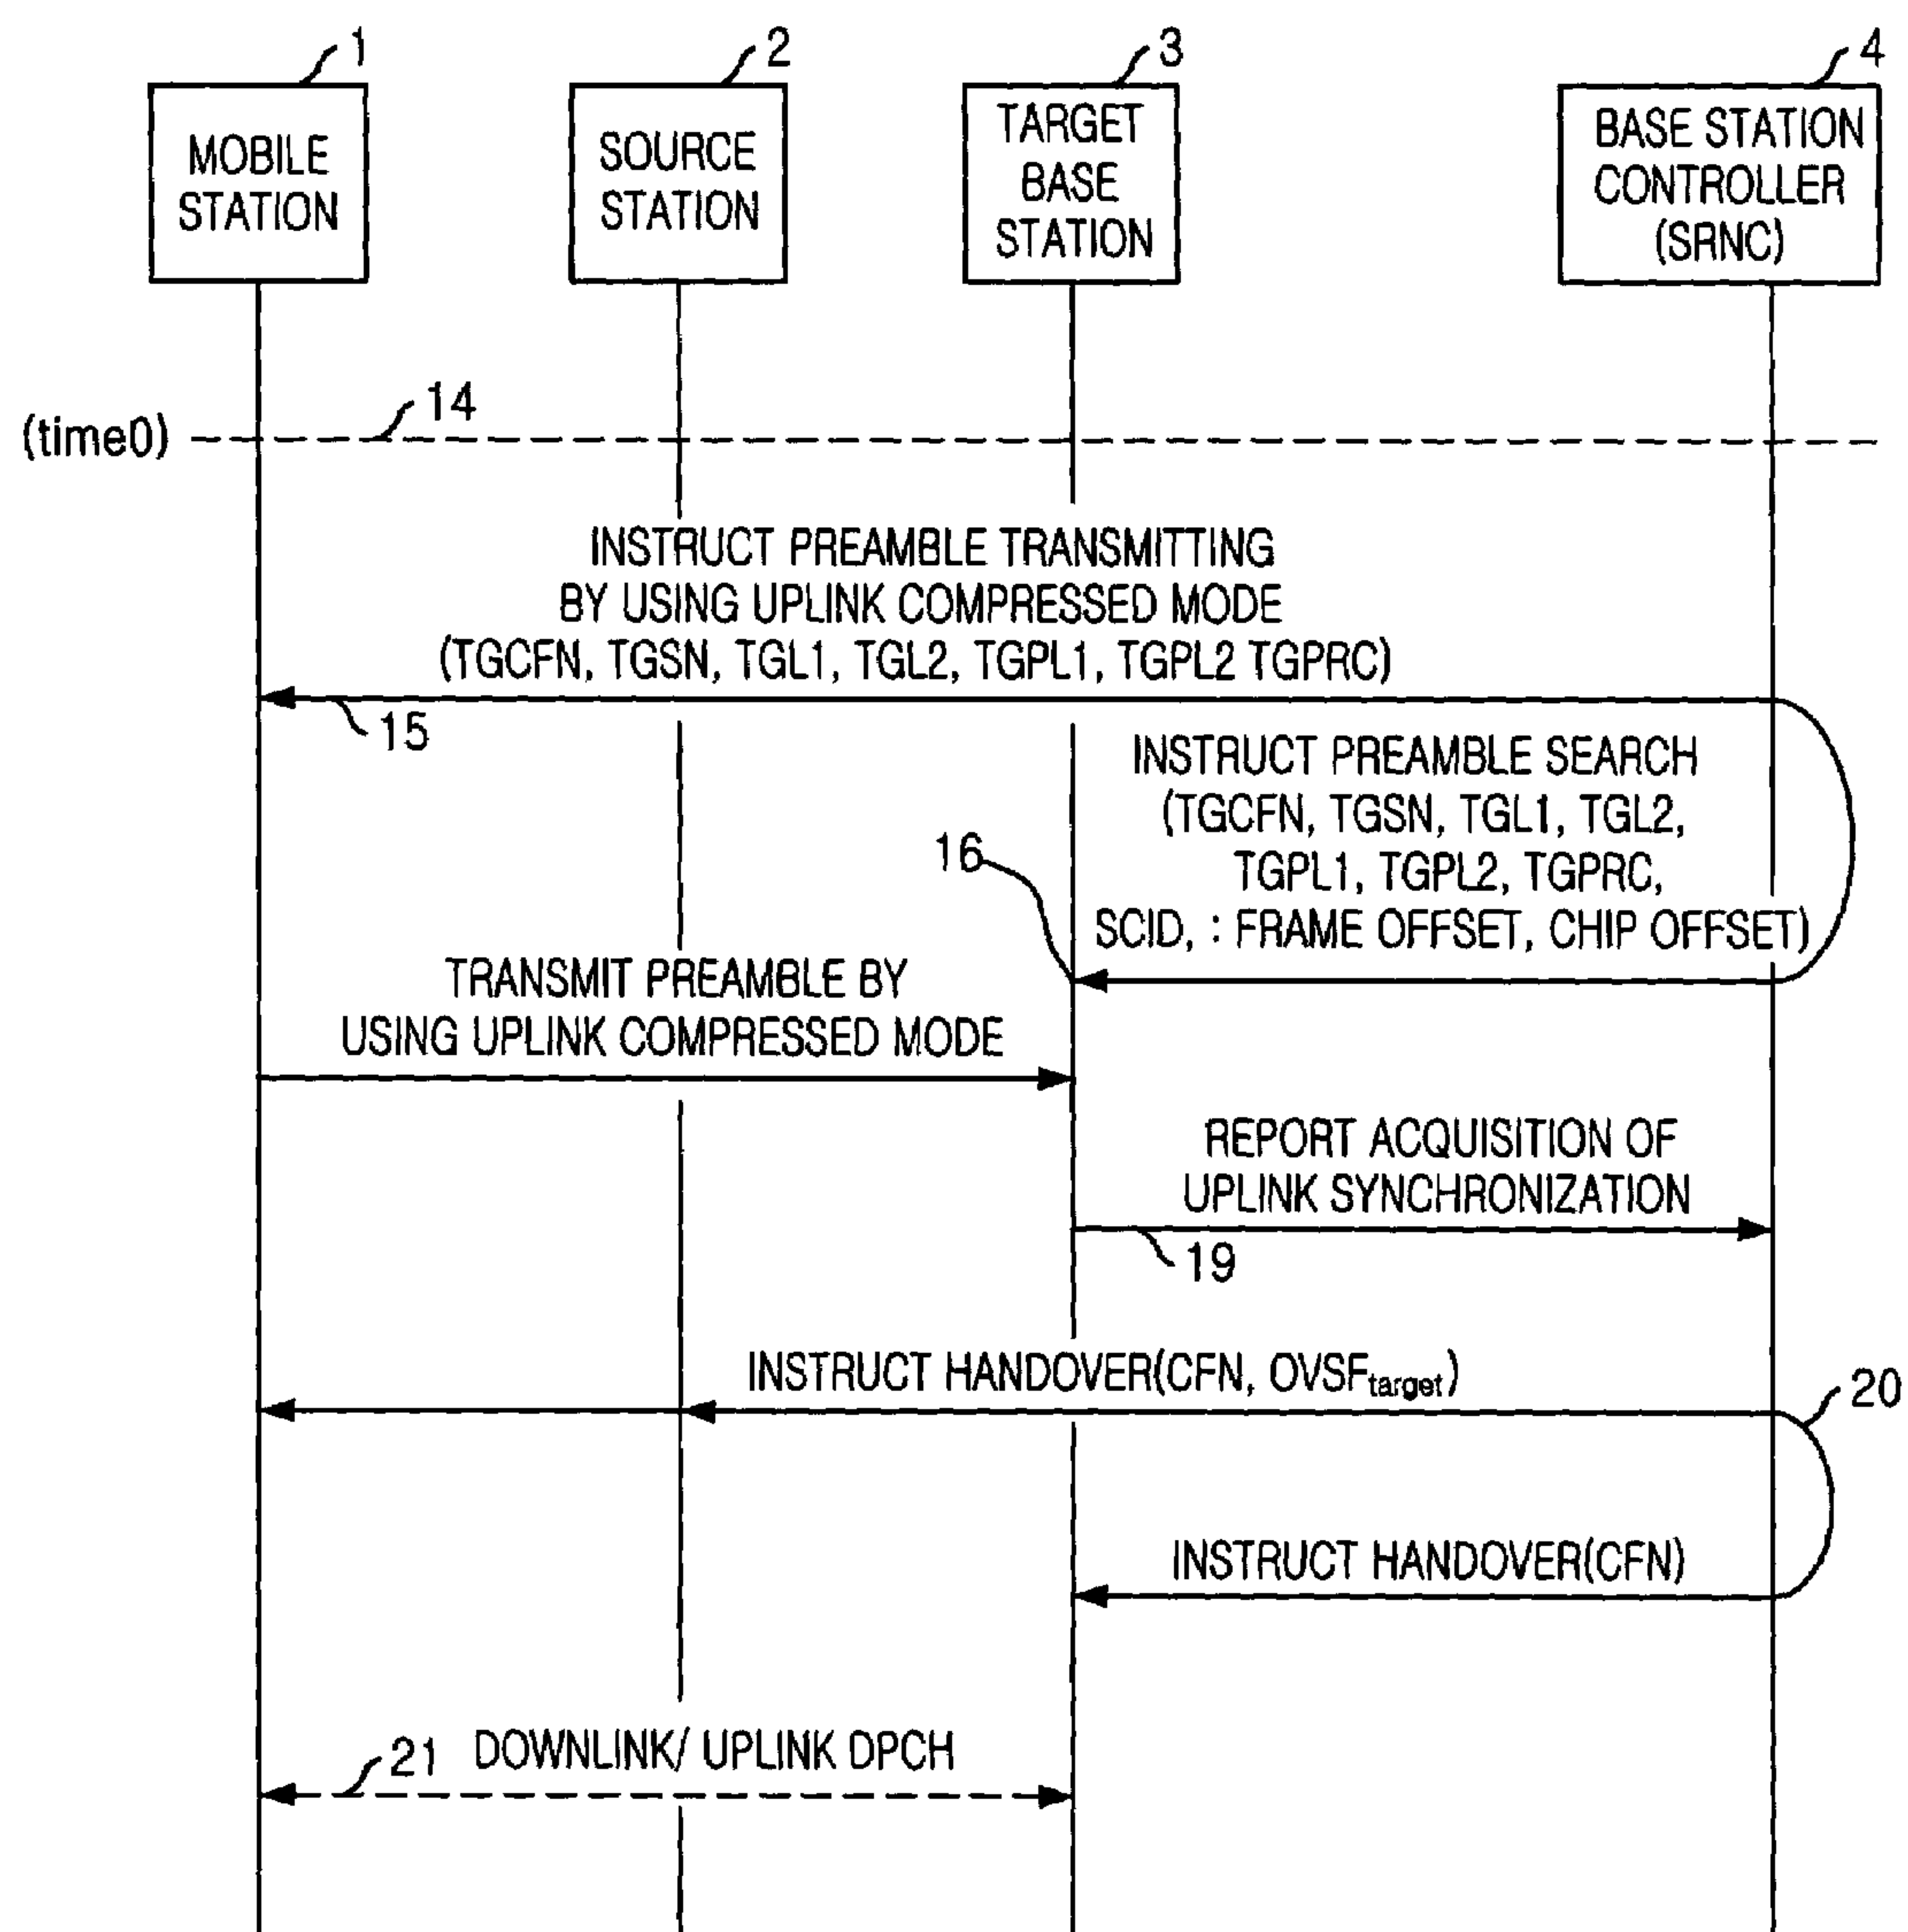 1
2
3
4
MOBILE
STATION
SOURCE
STATION
TARGET
BASE
STATION
BASE STATION
CONTROLLER
(SRNC)
(time0)
14
INSTRUCT PREAMBLE TRANSMITTING
BY USING UPLINK COMPRESSED MODE
(TGCFN, TGSN, TGL1, TGL2, TGPL1, TGPL2 TGPRC)
15
INSTRUCT PREAMBLE SEARCH
(TGCFN, TGSN, TGL1, TGL2,
TGPL1, TGPL2, TGPRC,
SCID, : FRAME OFFSET, CHIP OFFSET)
16
TRANSMIT PREAMBLE BY
USING UPLINK COMPRESSED MODE
REPORT ACQUISITION OF
UPLINK SYNCHRONIZATION
19
INSTRUCT HANDOVER(CFN, OVSFtarget)
20
INSTRUCT HANDOVER(CFN)
21
DOWNLINK/ UPLINK DPCH